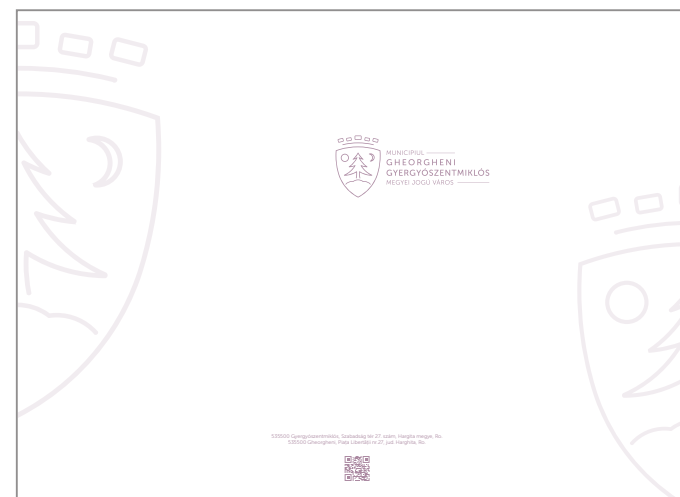 MUNICIPIUL
GHEORGHENI
GYERGYÓSZENTMIKLÓS
MEGYEI JOGÚ VÁROS
535500 Gyergyószentmiklós, Szabadság tér 27. szám, Hargita megye, Ro.
535500 Gheorgheni, Piața Libertății nr 27, jud. Harghita, Ro.